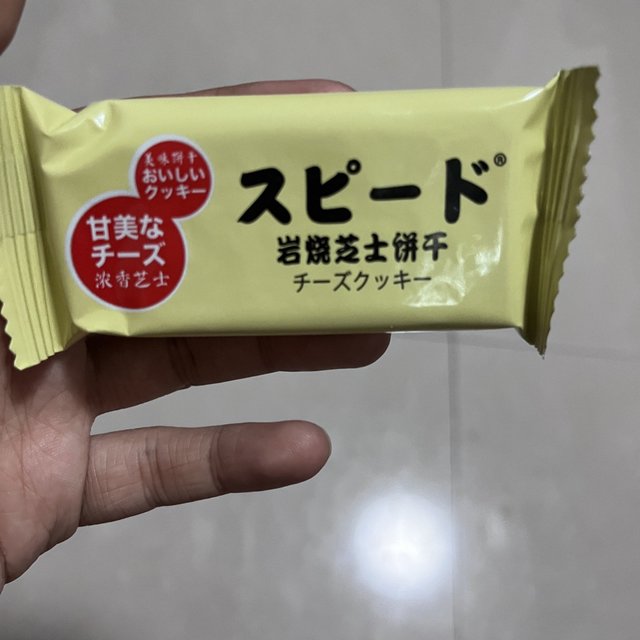 美味饼干
おいしい
クッキー
甘美な
チーズ
浓香芝士
スピード®
岩烧芝士饼干
チーズクッキー